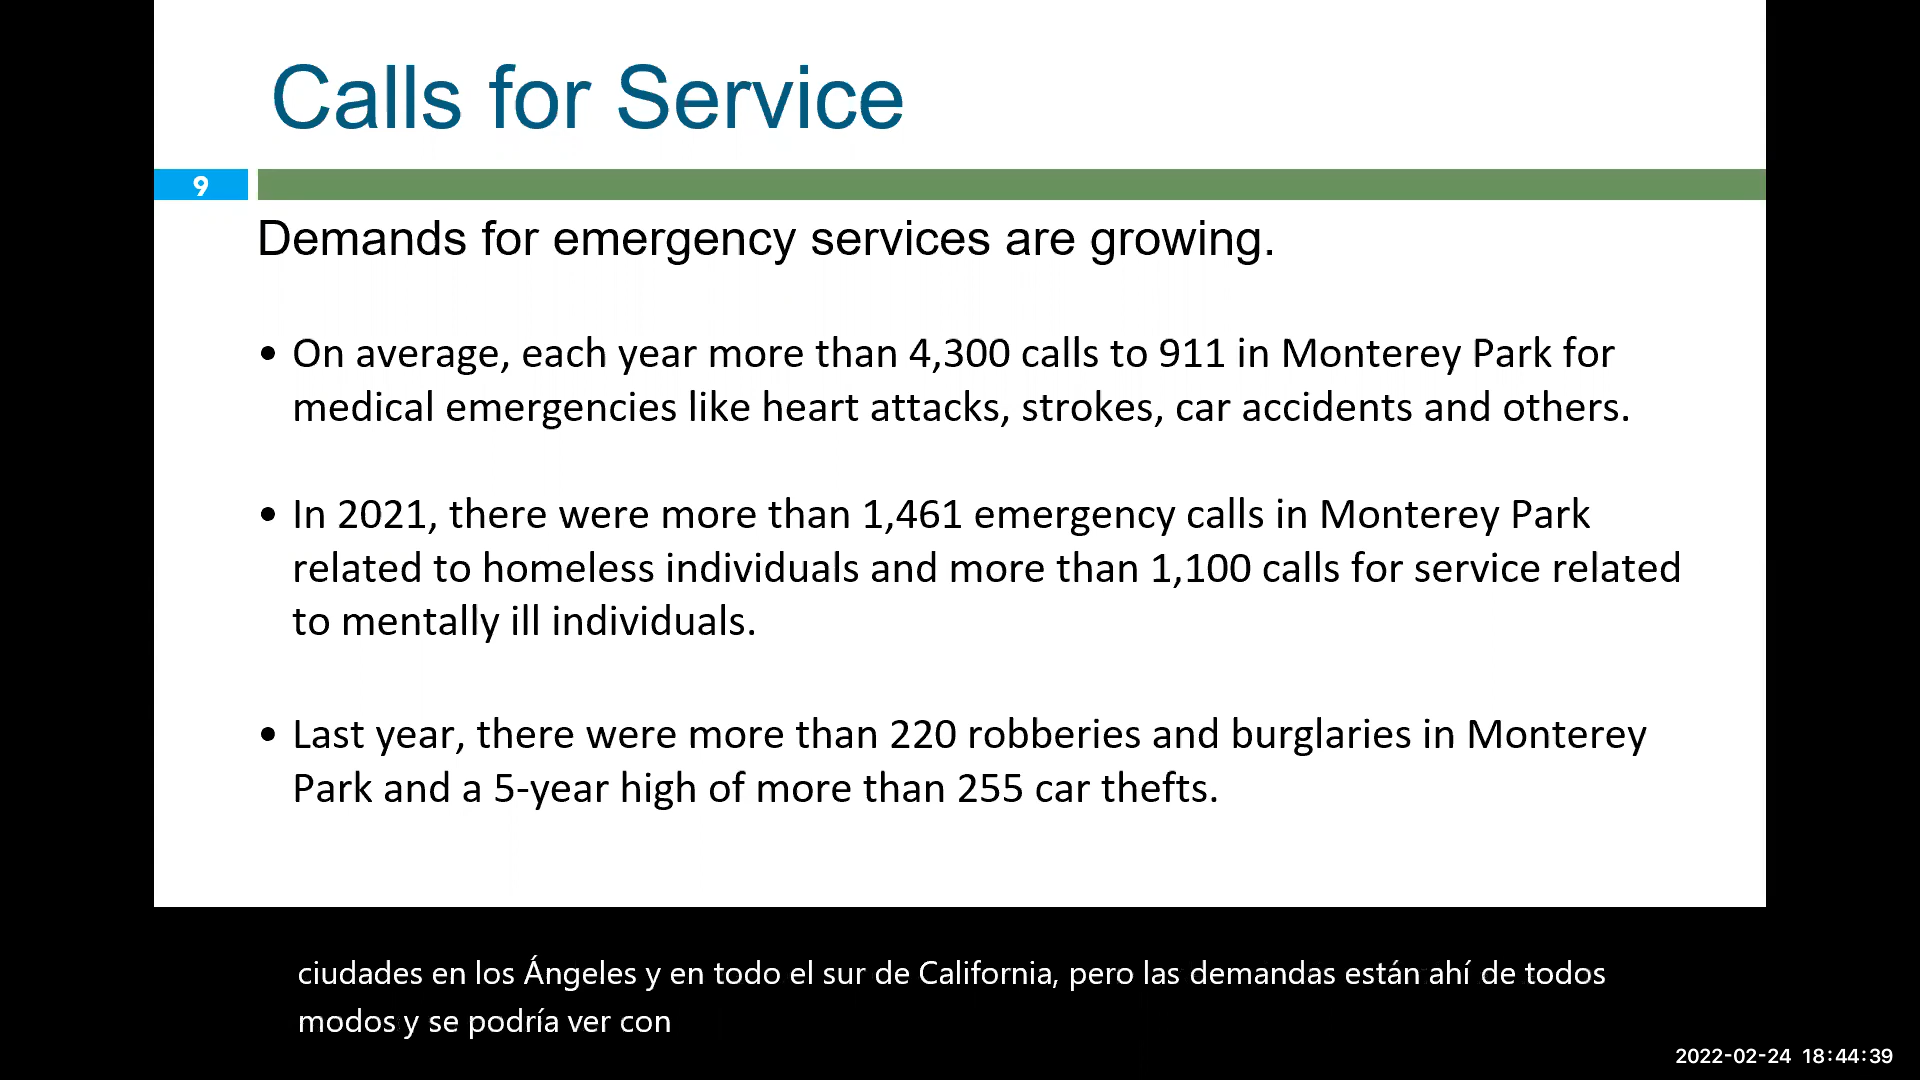 Calls for Service
9
Demands for emergency services are growing.
• On average, each year more than 4,300 calls to 911 in Monterey Park for
medical emergencies like heart attacks, strokes, car accidents and others.
• In 2021, there were more than 1,461 emergency calls in Monterey Park
related to homeless individuals and more than 1,100 calls for service related
to mentally ill individuals.
• Last year, there were more than 220 robberies and burglaries in Monterey
Park and a 5-year high of more than 255 car thefts.
ciudades en los Ángeles y en todo el sur de California, pero las demandas están ahí de todos
modos y se podría ver con
2022-02-24 18:44:39